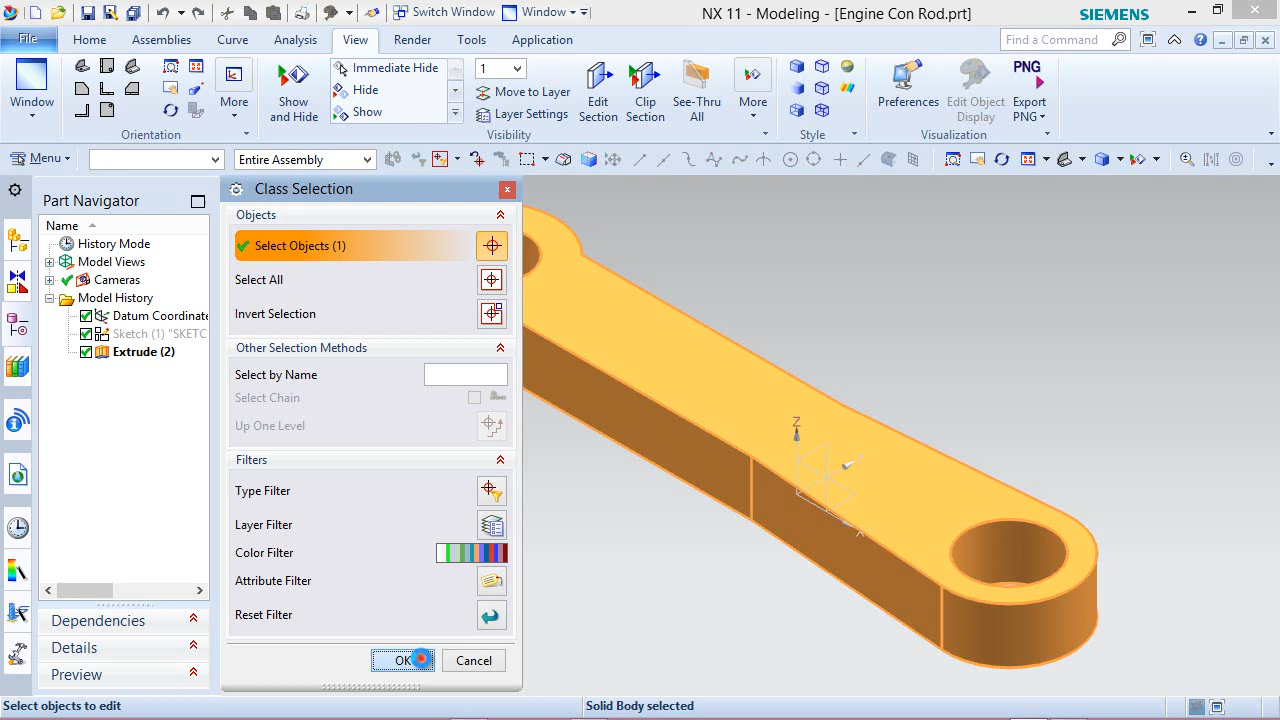 Switch Window
Window
NX 11 - Modeling - [Engine Con Rod.prt]
SIEMENS
File
Home
Assemblies
Curve
Analysis
View
Render
Tools
Application
Find a Command
Window
Orientation
More
Show and Hide
Immediate Hide
Hide
Show
1
Move to Layer
Layer Settings
Visibility
Edit Section
Clip Section
See-Thru All
More
Style
Preferences
Edit Object Display
PNG
Export PNG
Visualization
Menu
Entire Assembly
Part Navigator
Name
History Mode
Model Views
Cameras
Model History
Datum Coordinate
Sketch (1) "SKETC
Extrude (2)
Dependencies
Details
Preview
Class Selection
Objects
Select Objects (1)
Select All
Invert Selection
Other Selection Methods
Select by Name
Select Chain
Up One Level
Filters
Type Filter
Layer Filter
Color Filter
Attribute Filter
Reset Filter
OK
Cancel
Z
X
Select objects to edit
Solid Body selected